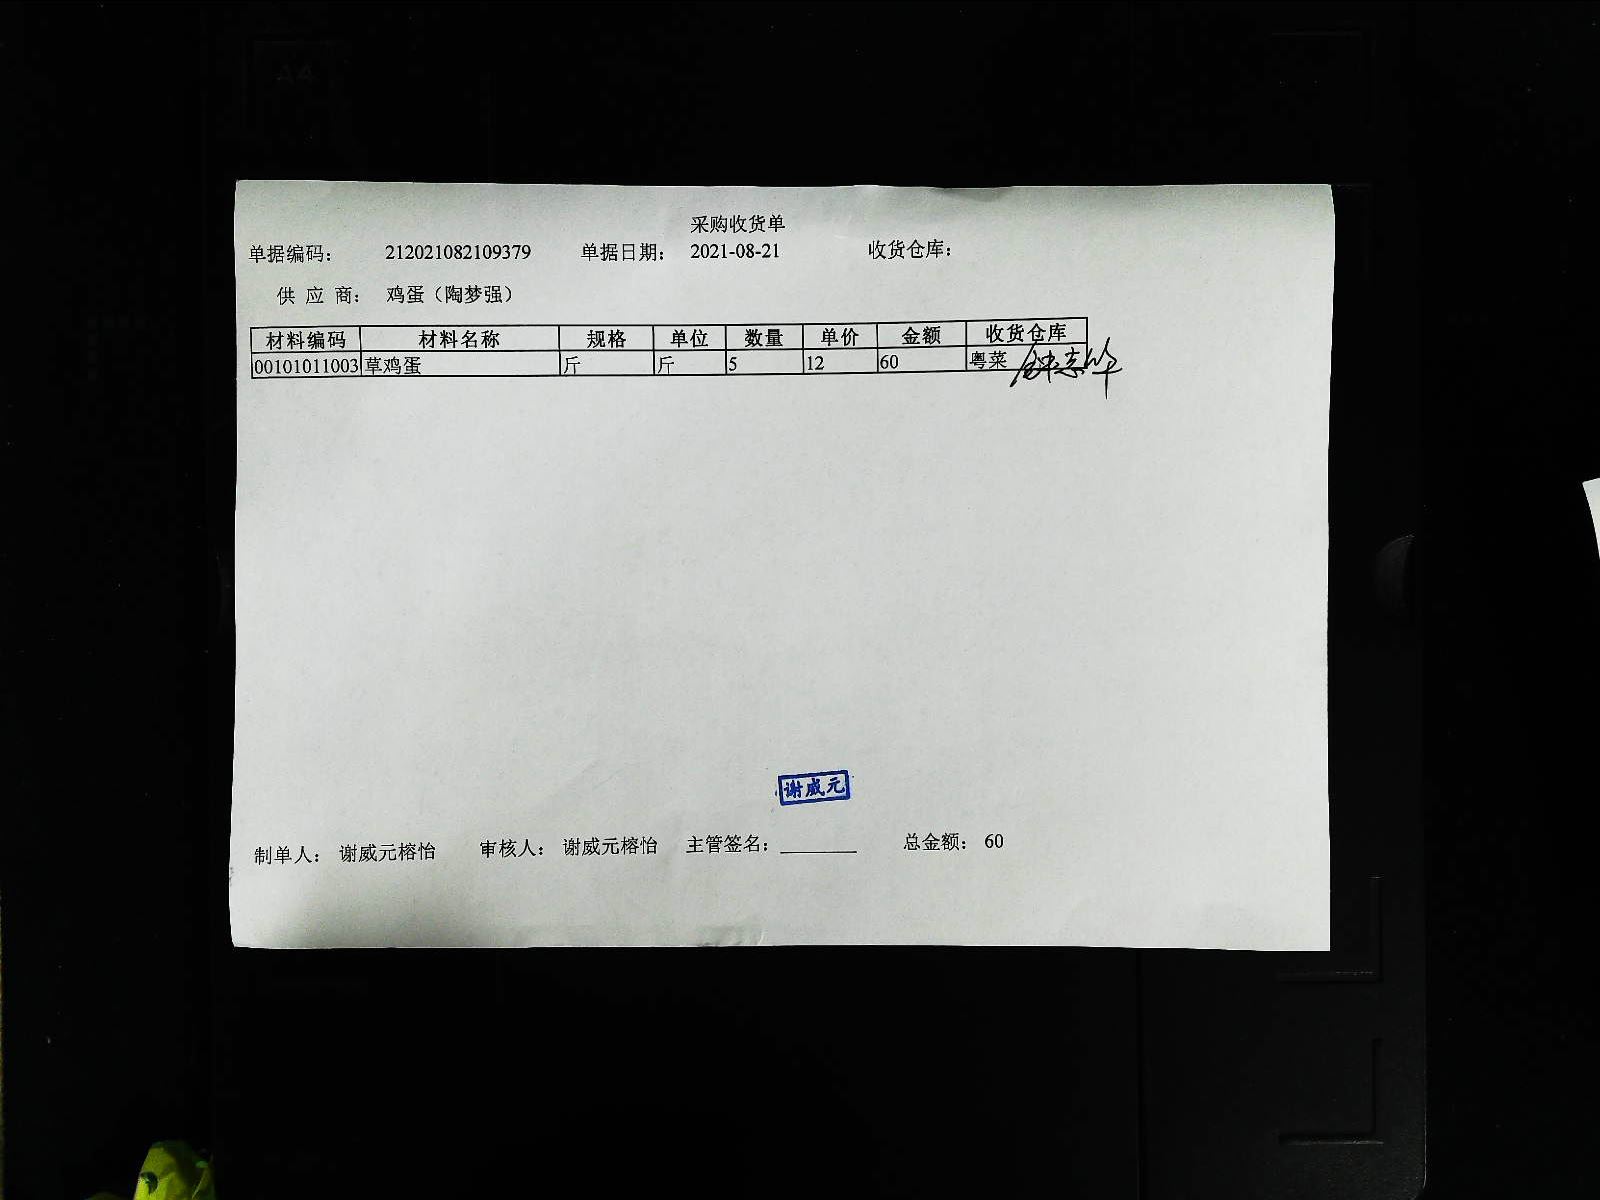 采购收货单
单据编码： 212021082109379 单据日期： 2021-08-21 收货仓库：
供 应 商： 鸡蛋（陶梦强）
材料编码 材料名称 规格 单位 数量 单价 金额 收货仓库
00101011003 草鸡蛋 斤 斤 5 12 60 粤菜
谢威元
制单人： 谢威元榕怡 审核人： 谢威元榕怡 主管签名：________ 总金额： 60